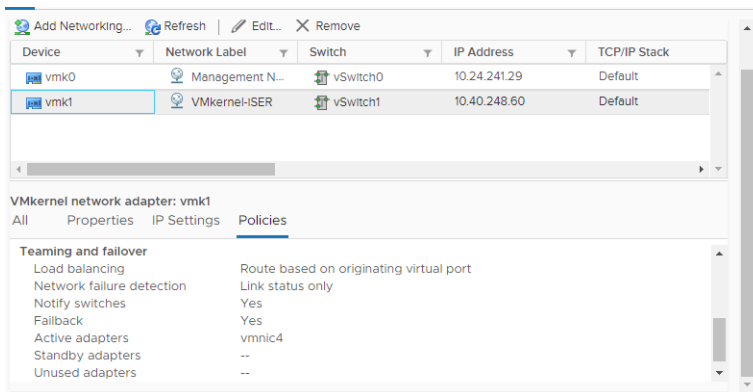 Add Networking... Refresh | Edit... Remove
Device Network Label Switch IP Address TCP/IP Stack
vmk0 Management N... vSwitch0 10.24.241.29 Default
vmk1 VMkernel-ISER vSwitch1 10.40.248.60 Default
VMkernel network adapter: vmk1
All Properties IP Settings Policies
Teaming and failover
Load balancing Route based on originating virtual port
Network failure detection Link status only
Notify switches Yes
Failback Yes
Active adapters vmnic4
Standby adapters --
Unused adapters --